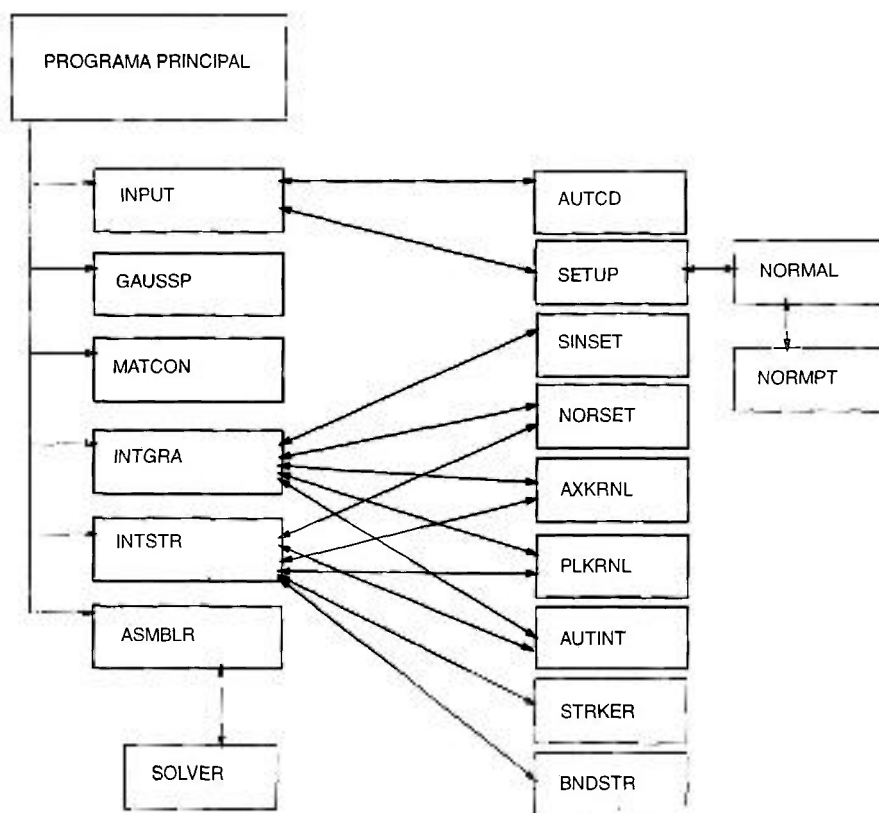 PROGRAMA PRINCIPAL
INPUT
GAUSSP
MATCON
INTGRA
INTSTR
ASMBLR
SOLVER
AUTCD
SETUP
SINSET
NORSET
AXKRNL
PLKRNL
AUTINT
STRKER
BNDSTR
NORMAL
NORMPT